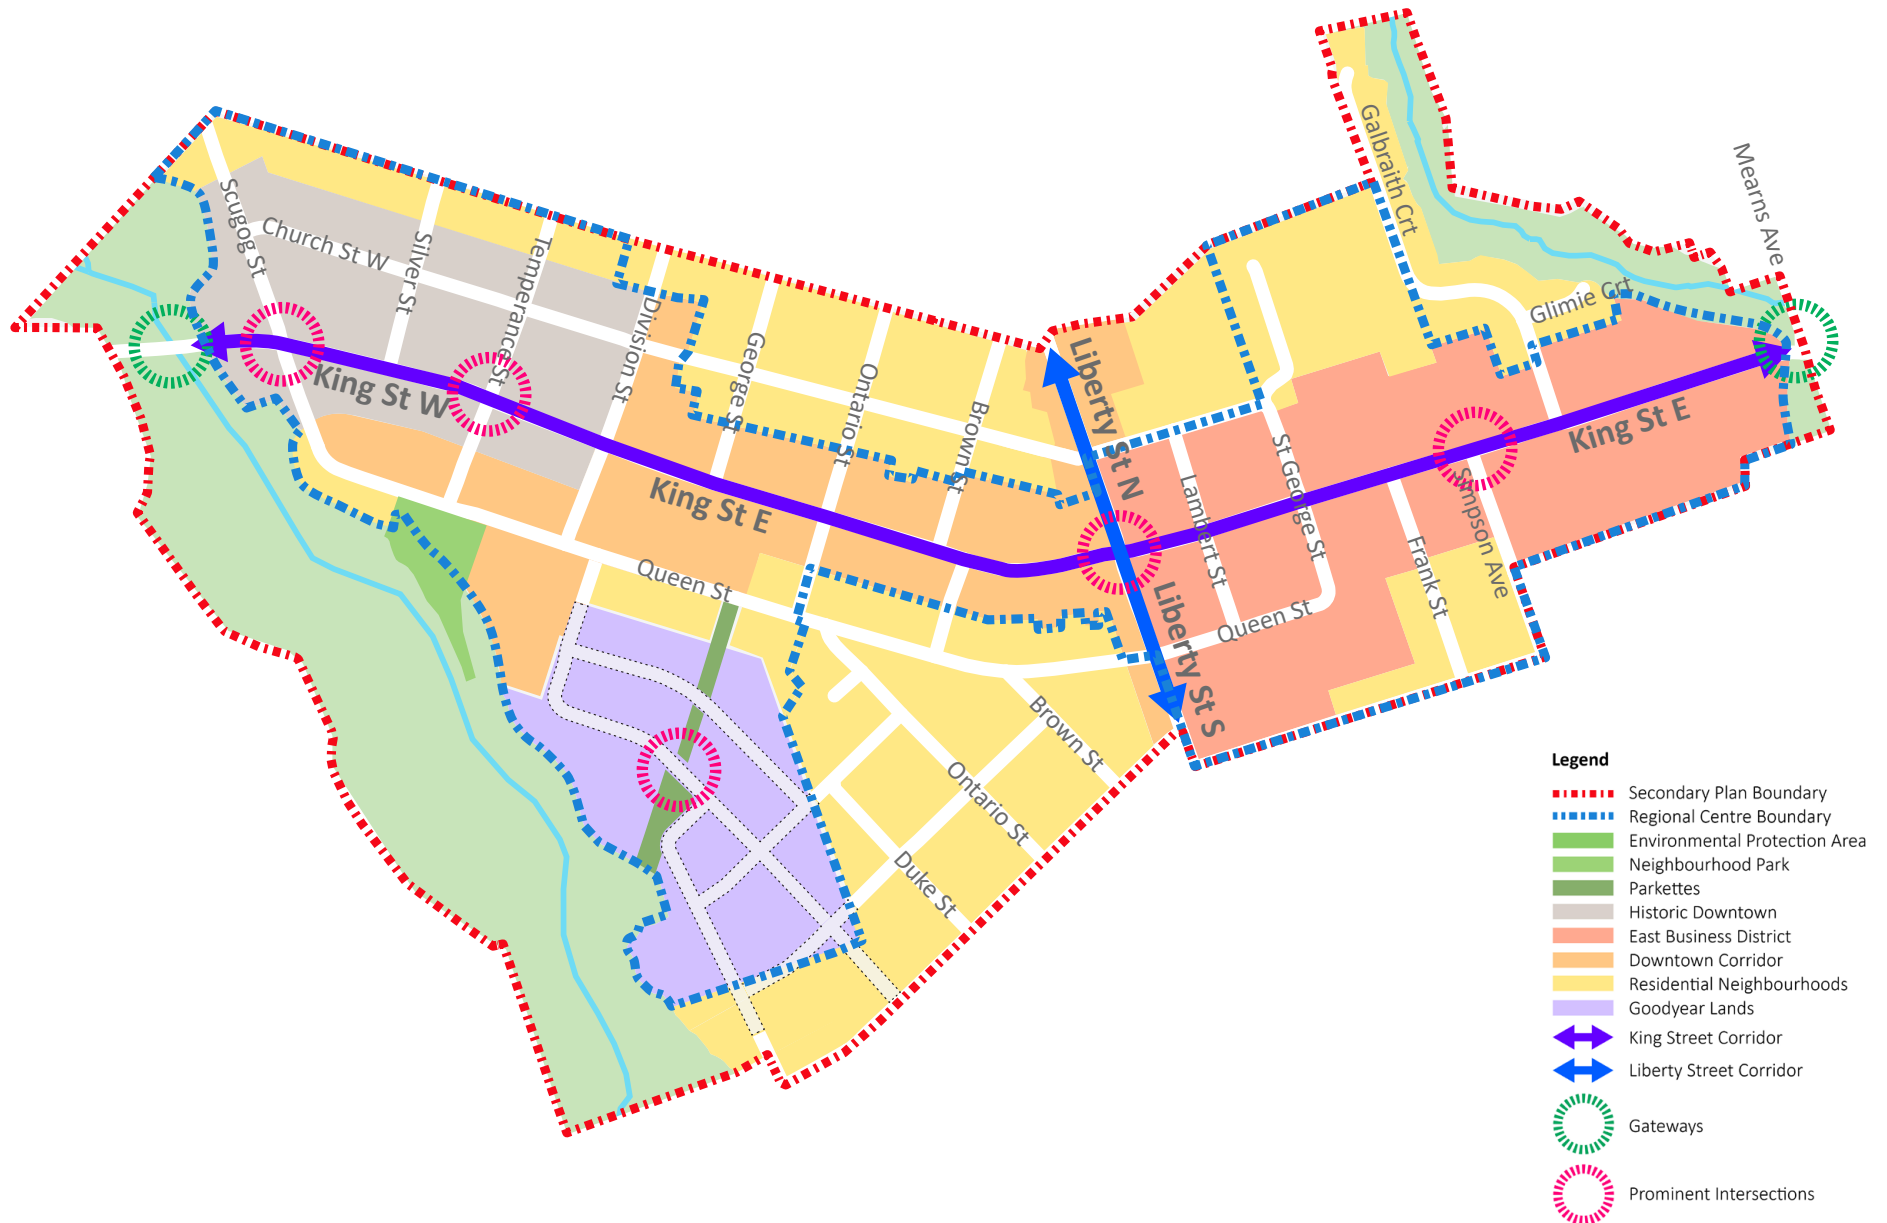 Galbraith Crt
Mearns Ave
Scugog St
Church St W
Silver St
Temperance St
Division St
Glimie Crt
George St
Ontario St
Brown St
Liberty St N
King St W
King St E
King St E
St George St
Lambert St
Simpson Ave
Frank St
Queen St
Queen St
Liberty St S
Brown St
Ontario St
Duke St
Legend
Secondary Plan Boundary
Regional Centre Boundary
Environmental Protection Area
Neighbourhood Park
Parkettes
Historic Downtown
East Business District
Downtown Corridor
Residential Neighbourhoods
Goodyear Lands
King Street Corridor
Liberty Street Corridor
Gateways
Prominent Intersections